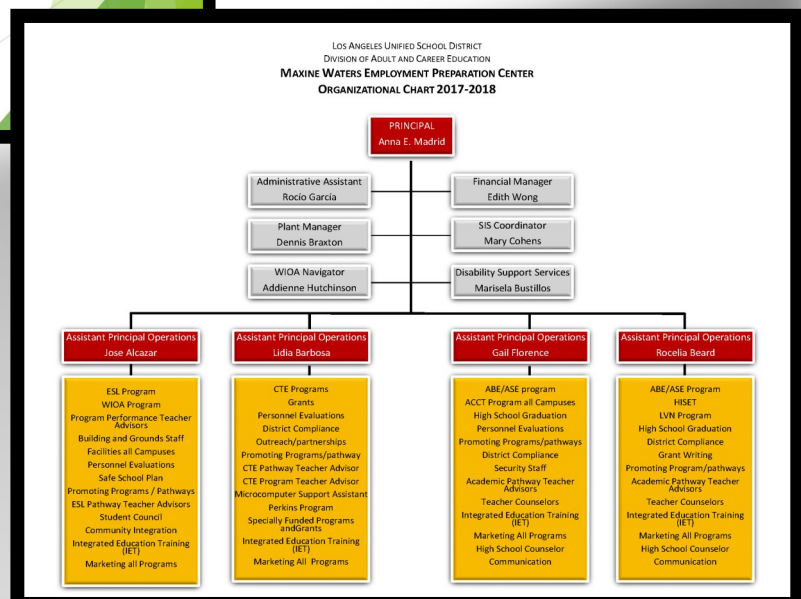 LOS ANGELES UNIFIED SCHOOL DISTRICT
DIVISION OF ADULT AND CAREER EDUCATION
MAXINE WATERS EMPLOYMENT PREPARATION CENTER
ORGANIZATIONAL CHART 2017-2018
PRINCIPAL
Anna E. Madrid
Administrative Assistant
Rocío García
Financial Manager
Edith Wong
Plant Manager
Dennis Braxton
SIS Coordinator
Mary Cohens
WIOA Navigator
Addienne Hutchinson
Disability Support Services
Marisela Bustillos
Assistant Principal Operations
Jose Alcazar
Assistant Principal Operations
Lidia Barbosa
Assistant Principal Operations
Gail Florence
Assistant Principal Operations
Rocelia Beard
ESL Program
WIOA Program
Program Performance Teacher
Advisors
Building and Grounds Staff
Facilities all Campuses
Personnel Evaluations
Safe School Plan
Promoting Programs / Pathways
ESL Pathway Teacher Advisors
Student Council
Community Integration
Integrated Education Training
(IET)
Marketing all Programs
CTE Programs
Grants
Personnel Evaluations
District Compliance
Outreach/partnerships
Promoting Programs/pathway
CTE Pathway Teacher Advisor
CTE Program Teacher Advisor
Microcomputer Support Assistant
Perkins Program
Specially Funded Programs
andGrants
Integrated Education Training
(IET)
Marketing All Programs
ABE/ASE program
ACCT Program all Campuses
High School Graduation
Personnel Evaluations
Promoting Programs/pathways
District Compliance
Security Staff
Academic Pathway Teacher
Advisors
Teacher Counselors
Integrated Education Training
(IET)
Marketing All Programs
High School Counselor
Communication
ABE/ASE Program
HISET
LVN Program
High School Graduation
District Compliance
Grant Writing
Promoting Program/pathways
Academic Pathway Teacher
Advisors
Teacher Counselors
Integrated Education Training
(IET)
Marketing All Programs
High School Counselor
Communication